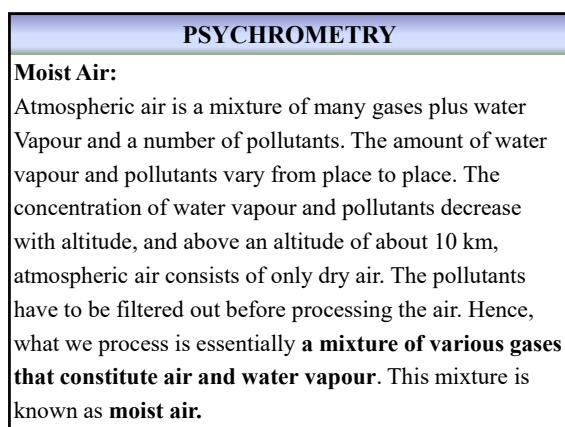 PSYCHROMETRY
Moist Air:
Atmospheric air is a mixture of many gases plus water
Vapour and a number of pollutants. The amount of water
vapour and pollutants vary from place to place. The
concentration of water vapour and pollutants decrease
with altitude, and above an altitude of about 10 km,
atmospheric air consists of only dry air. The pollutants
have to be filtered out before processing the air. Hence,
what we process is essentially a mixture of various gases
that constitute air and water vapour. This mixture is
known as moist air.